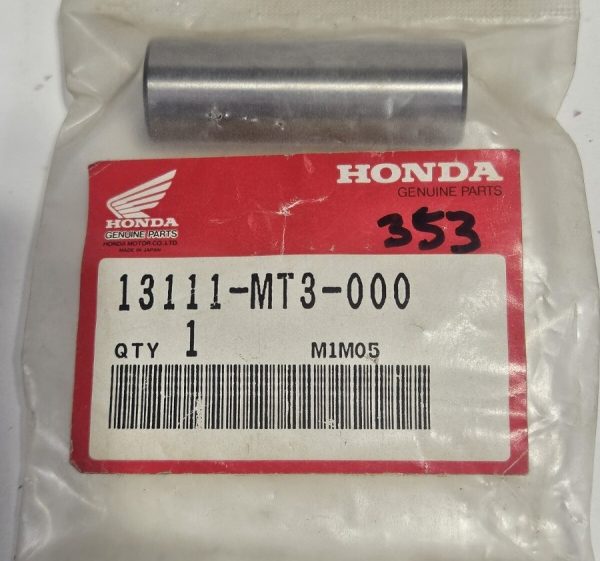 HONDA
GENUINE PARTS
HONDA
GENUINE PARTS
HONDA MOTOR CO., LTD.
MADE IN JAPAN
353
13111-MT3-000
QTY 1 M1M05